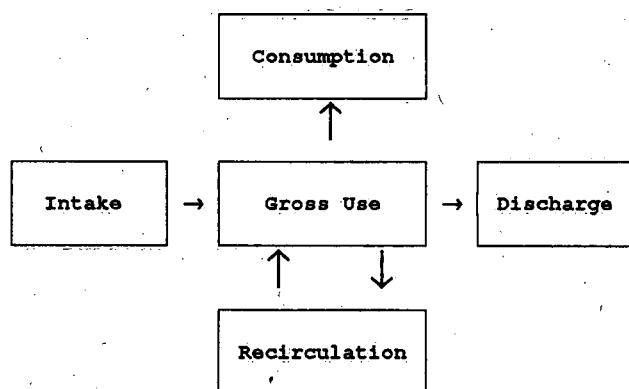 Consumption
Intake → Gross Use → Discharge
Recirculation